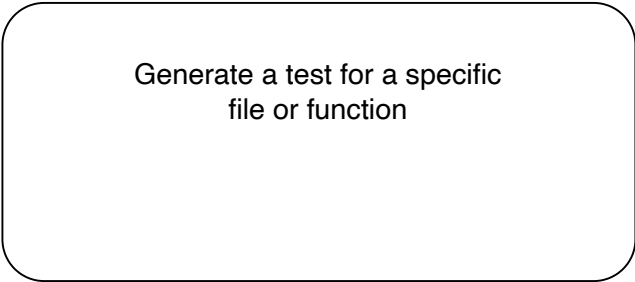 Generate a test for a specific
file or function